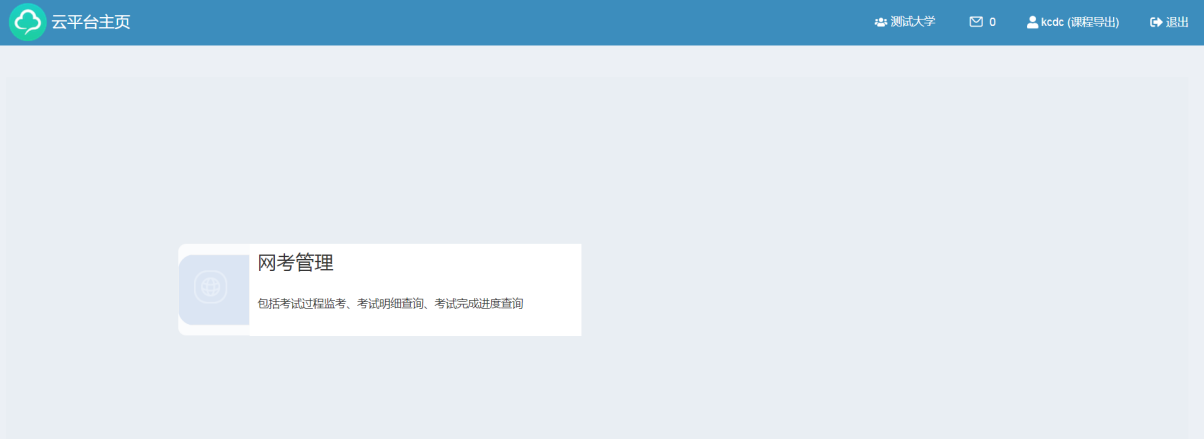 云平台主页 测试大学 0 kcdc (课程导出) 退出
网考管理
包括考试过程监考、考试明细查询、考试完成进度查询